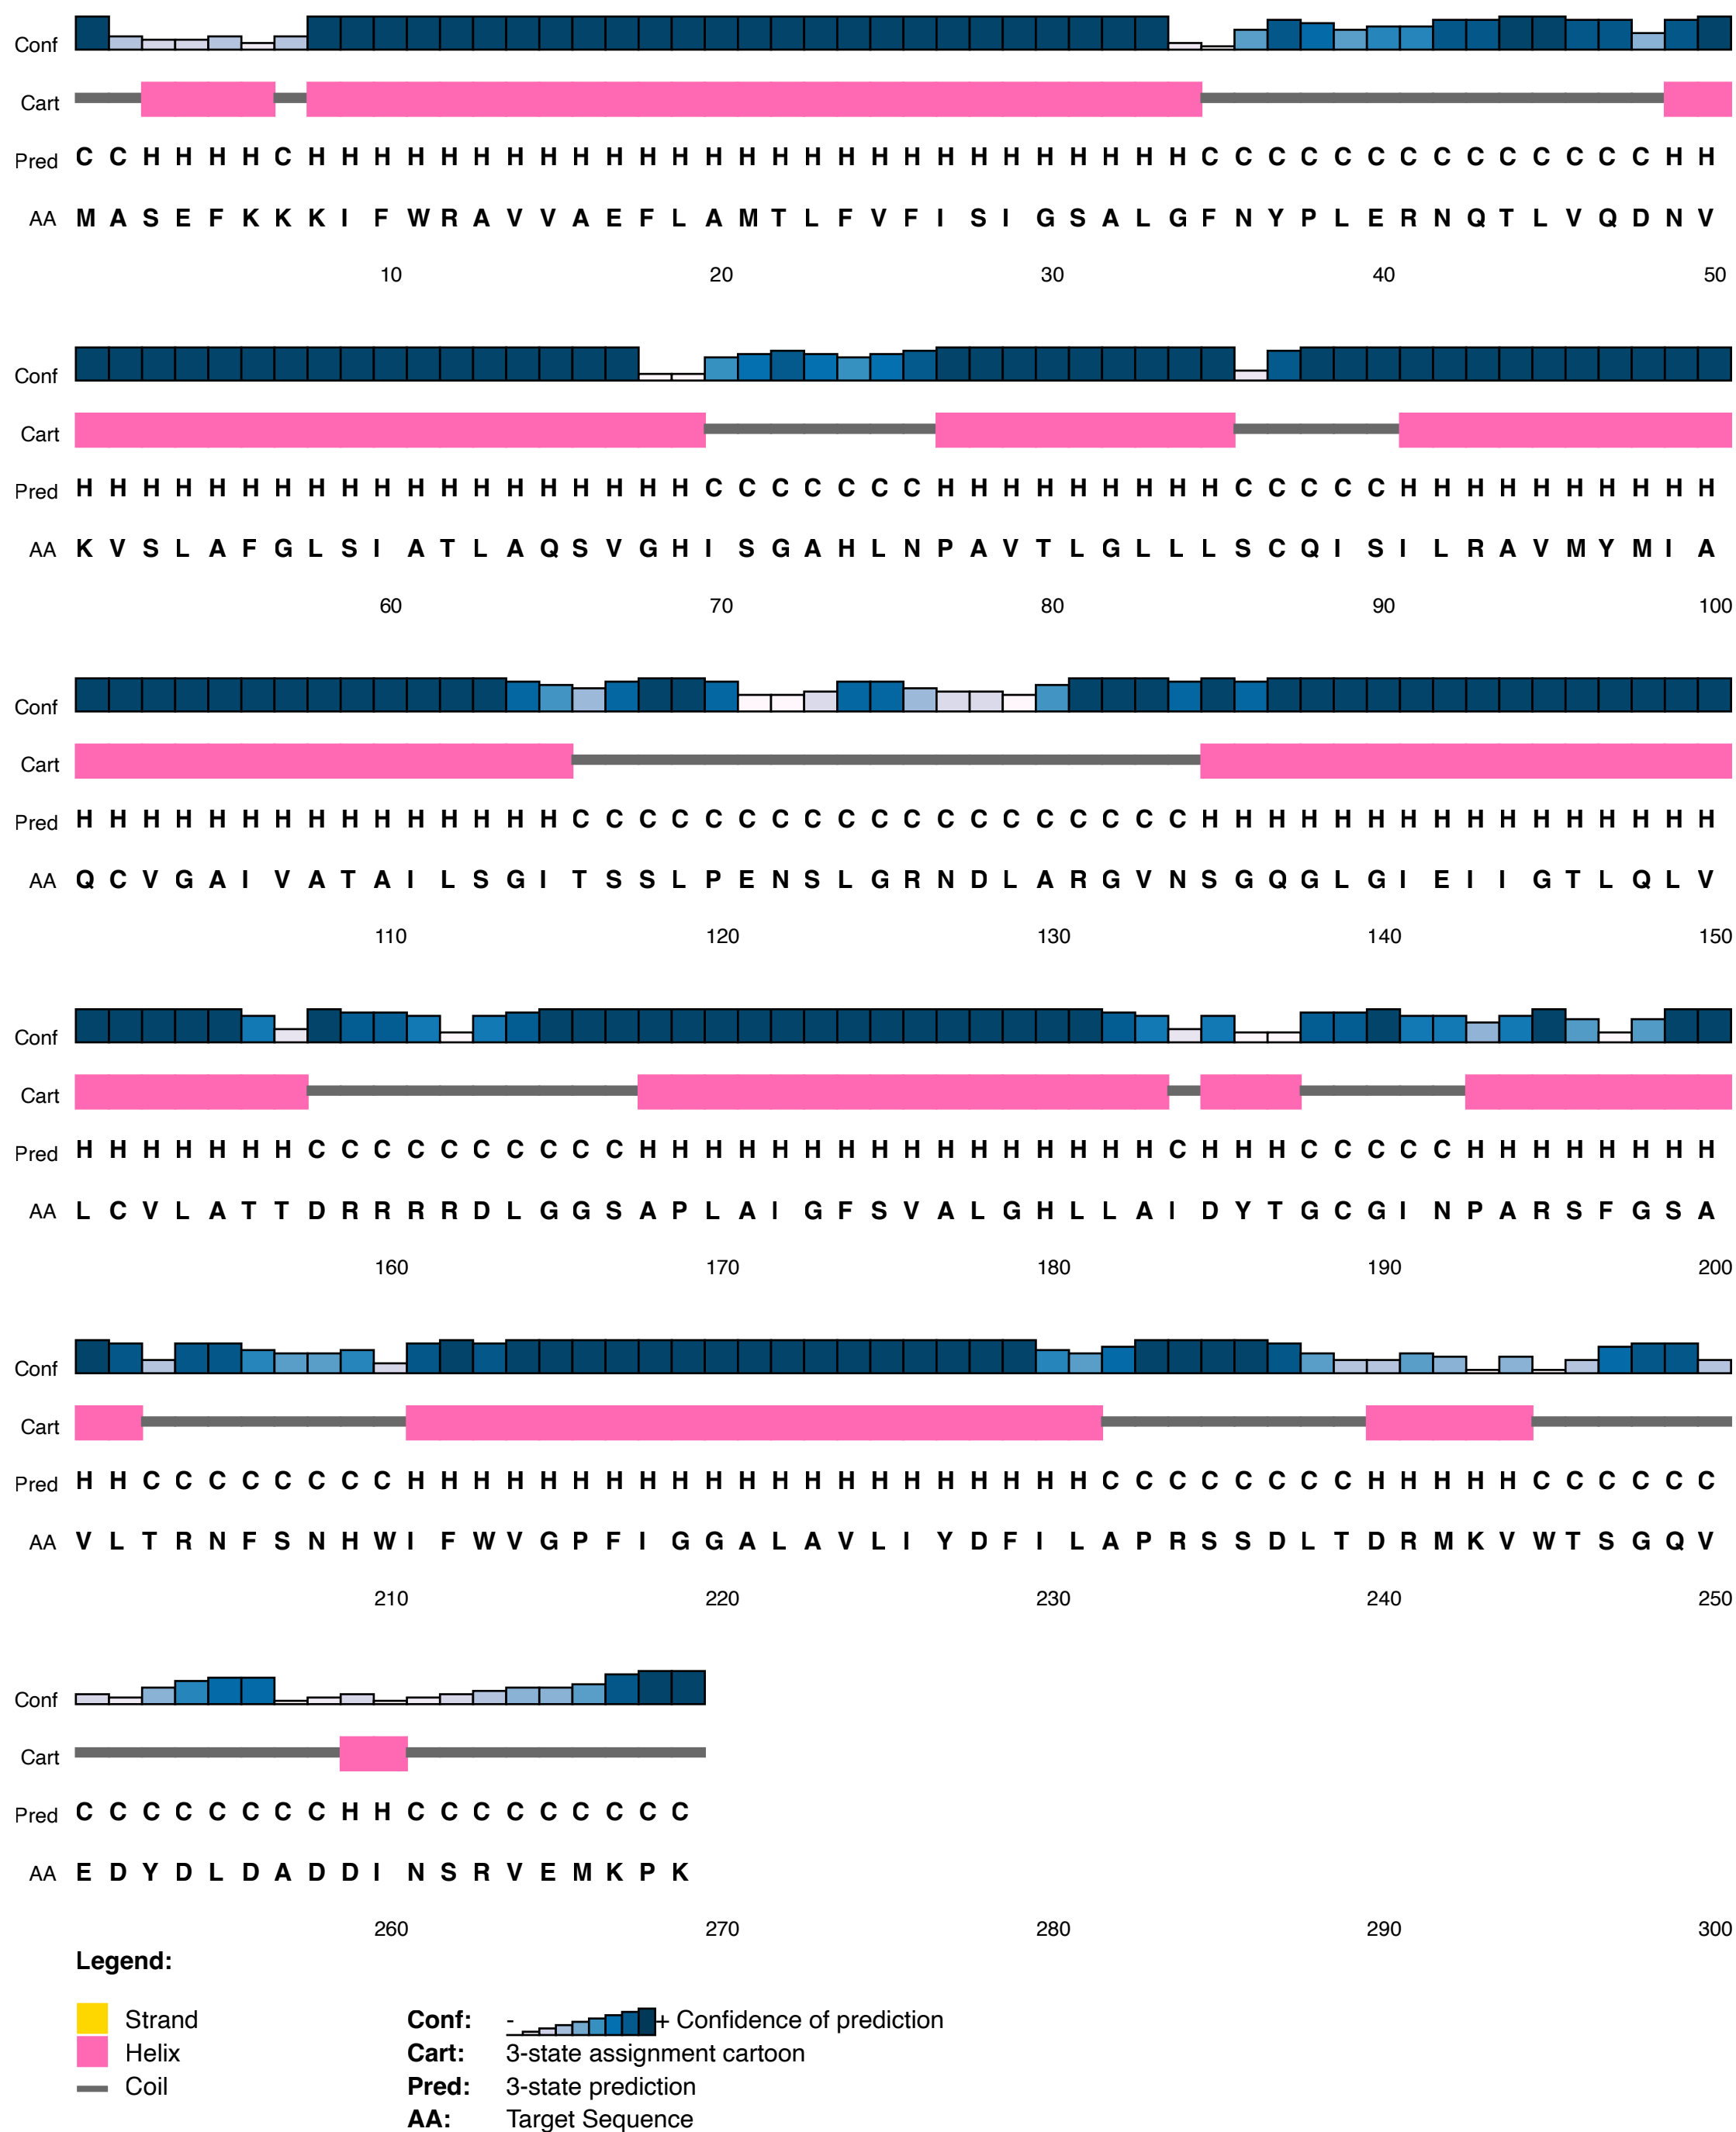 Conf
Cart
Pred C C H H H H C H H H H H H H H H H H H H H H H H H H H H H H H H H H C C C C C C C C C C C C C C H H
AA M A S E F K K K I F W R A V V A E F L A M T L F V F I S I G S A L G F N Y P L E R N Q T L V Q D N V
10 20 30 40 50
Conf
Cart
Pred H H H H H H H H H H H H H H H H H H H C C C C C C C H H H H H H H H H C C C C C H H H H H H H H H H
AA K V S L A F G L S I A T L A Q S V G H I S G A H L N P A V T L G L L L S C Q I S I L R A V M Y M I A
60 70 80 90 100
Conf
Cart
Pred H H H H H H H H H H H H H H H C C C C C C C C C C C C C C C C C C C H H H H H H H H H H H H H H H H
AA Q C V G A I V A T A I L S G I T S S L P E N S L G R N D L A R G V N S G Q G L G I E I I G T L Q L V
110 120 130 140 150
Conf
Cart
Pred H H H H H H H C C C C C C C C C C H H H H H H H H H H H H H H H H C H H H C C C C C H H H H H H H H
AA L C V L A T T D R R R R D L G G S A P L A I G F S V A L G H L L A I D Y T G C G I N P A R S F G S A
160 170 180 190 200
Conf
Cart
Pred H H C C C C C C C C H H H H H H H H H H H H H H H H H H H H H C C C C C C C C H H H H H C C C C C C
AA V L T R N F S N H W I F W V G P F I G G A L A V L I Y D F I L A P R S S D L T D R M K V W T S G Q V
210 220 230 240 250
Conf
Cart
Pred C C C C C C C C H H C C C C C C C C C
AA E D Y D L D A D D I N S R V E M K P K
260 270 280 290 300
Legend:
Strand
Helix
Coil
Conf: - + Confidence of prediction
Cart: 3-state assignment cartoon
Pred: 3-state prediction
AA: Target Sequence